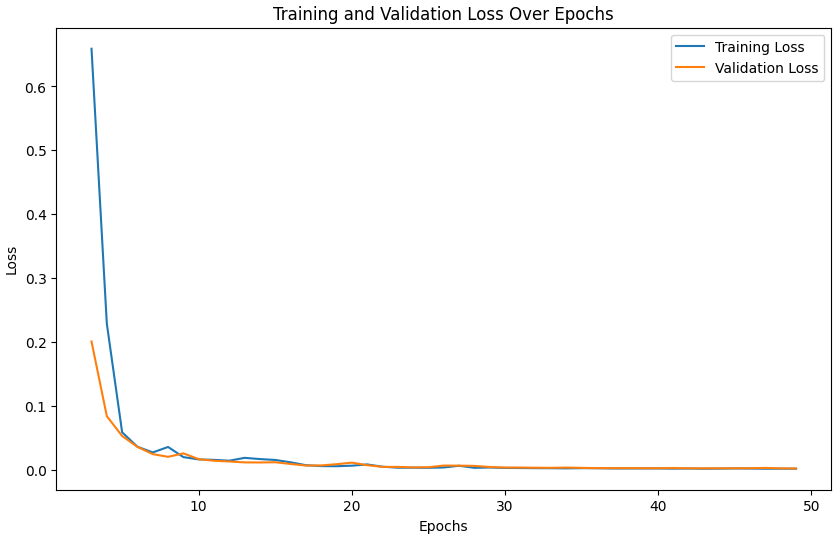 Training and Validation Loss Over Epochs
Training Loss
Validation Loss
0.6
0.5
0.4
0.3
0.2
0.1
0.0
Loss
10 20 30 40 50
Epochs